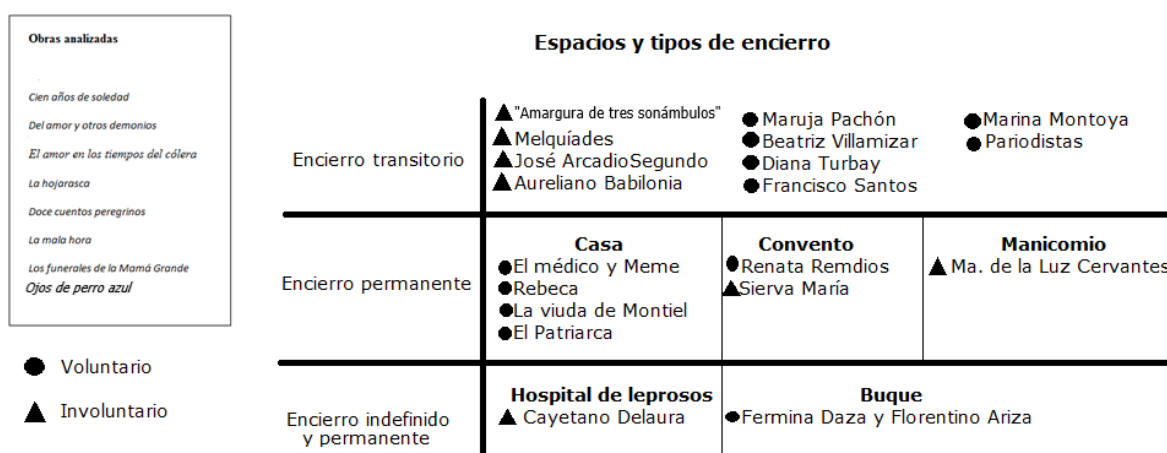 Obras analizadas
Cien años de soledad
Del amor y otros demonios
El amor en los tiempos del cólera
La hojarasca
Doce cuentos peregrinos
La mala hora
Los funerales de la Mamá Grande
Ojos de perro azul
Voluntario
Involuntario
Espacios y tipos de encierro
Encierro transitorio
"Amargura de tres sonámbulos"
Melquíades
José ArcadioSegundo
Aureliano Babilonia
Maruja Pachón
Beatriz Villamizar
Diana Turbay
Francisco Santos
Marina Montoya
Pariodistas
Encierro permanente
Casa
El médico y Meme
Rebeca
La viuda de Montiel
El Patriarca
Convento
Renata Remdios
Sierva María
Manicomio
Ma. de la Luz Cervantes
Encierro indefinido
y permanente
Hospital de leprosos
Cayetano Delaura
Buque
Fermina Daza y Florentino Ariza